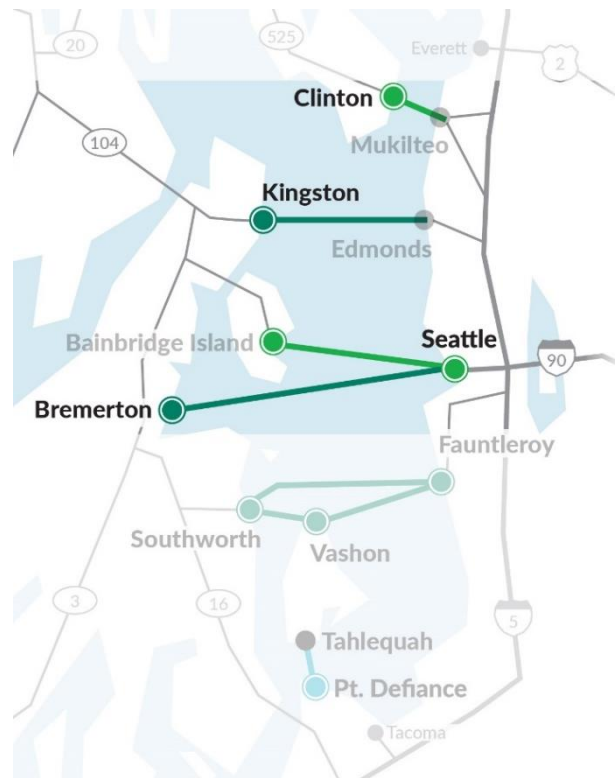 525
20
Everett
2
Clinton
Mukilteo
104
Kingston
Edmonds
Bainbridge Island
Seattle
90
Bremerton
Fauntleroy
Southworth
Vashon
3
16
5
Tahlequah
Pt. Defiance
Tacoma